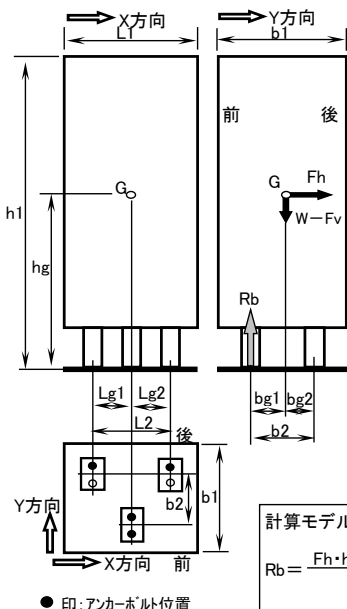 X方向
Y方向
L1
b1
前
後
G
Fh
G
W－Fv
h1
hg
Rb
Lg1
Lg2
bg1
bg2
L2
b2
後
b2
b1
Y方向
X方向
前
計算モデル
Rb＝ Fh・h
● 印：アンカーボルト位置